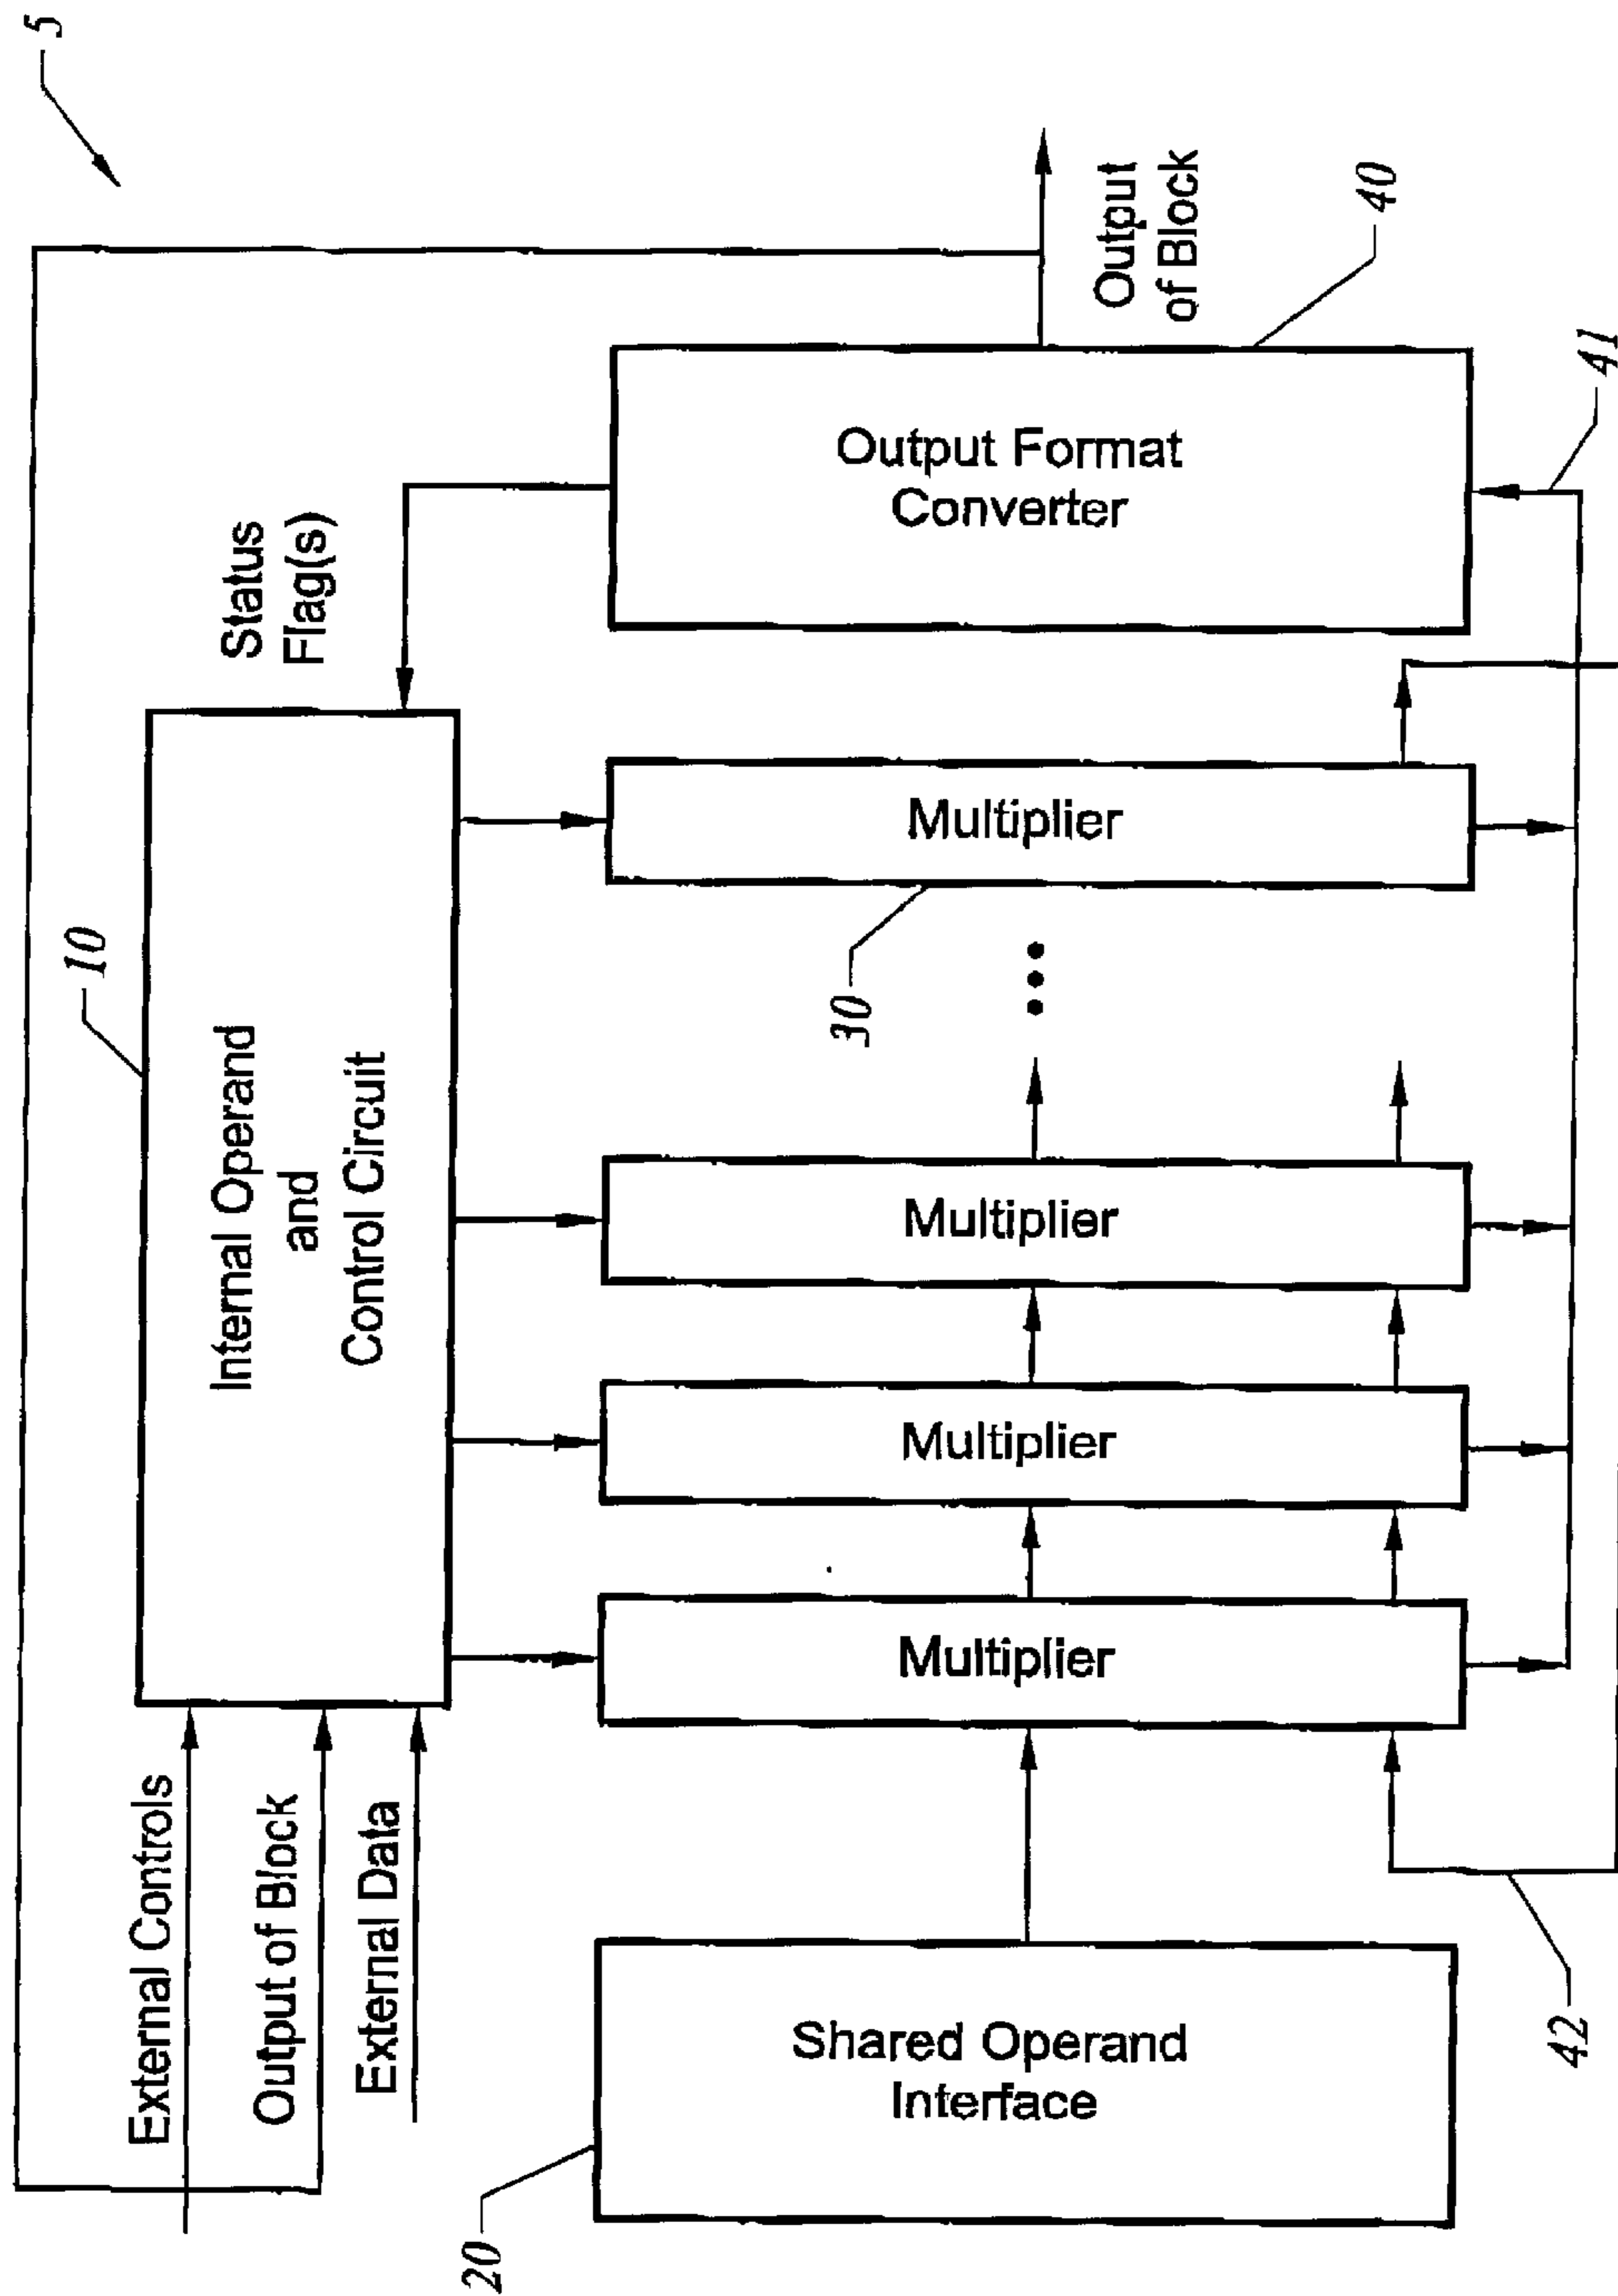 5
External Controls
Output of Block
External Data
10
Internal Operand
and
Control Circuit
Status
Flag(s)
20
Shared Operand
Interface
Multiplier
Multiplier
Multiplier
30
Multiplier
Output Format
Converter
Output
of Block
40
41
42